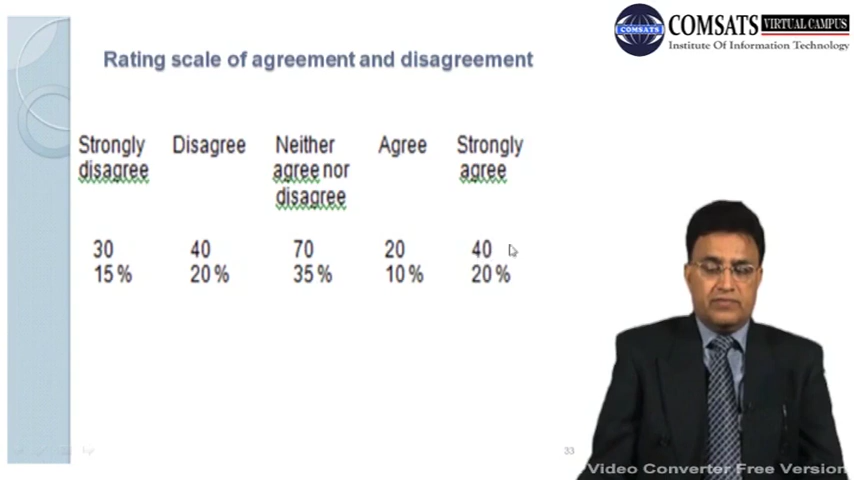 COMSATS
COMSATS VIRTUAL CAMPUS
Institute Of Information Technology
Rating scale of agreement and disagreement
Strongly disagree
Disagree
Neither agree nor disagree
Agree
Strongly agree
30 40 70 20 40
15 % 20 % 35 % 10 % 20 %
33
Video Converter Free Version